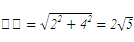 □ □ = √(2² + 4²) = 2√5